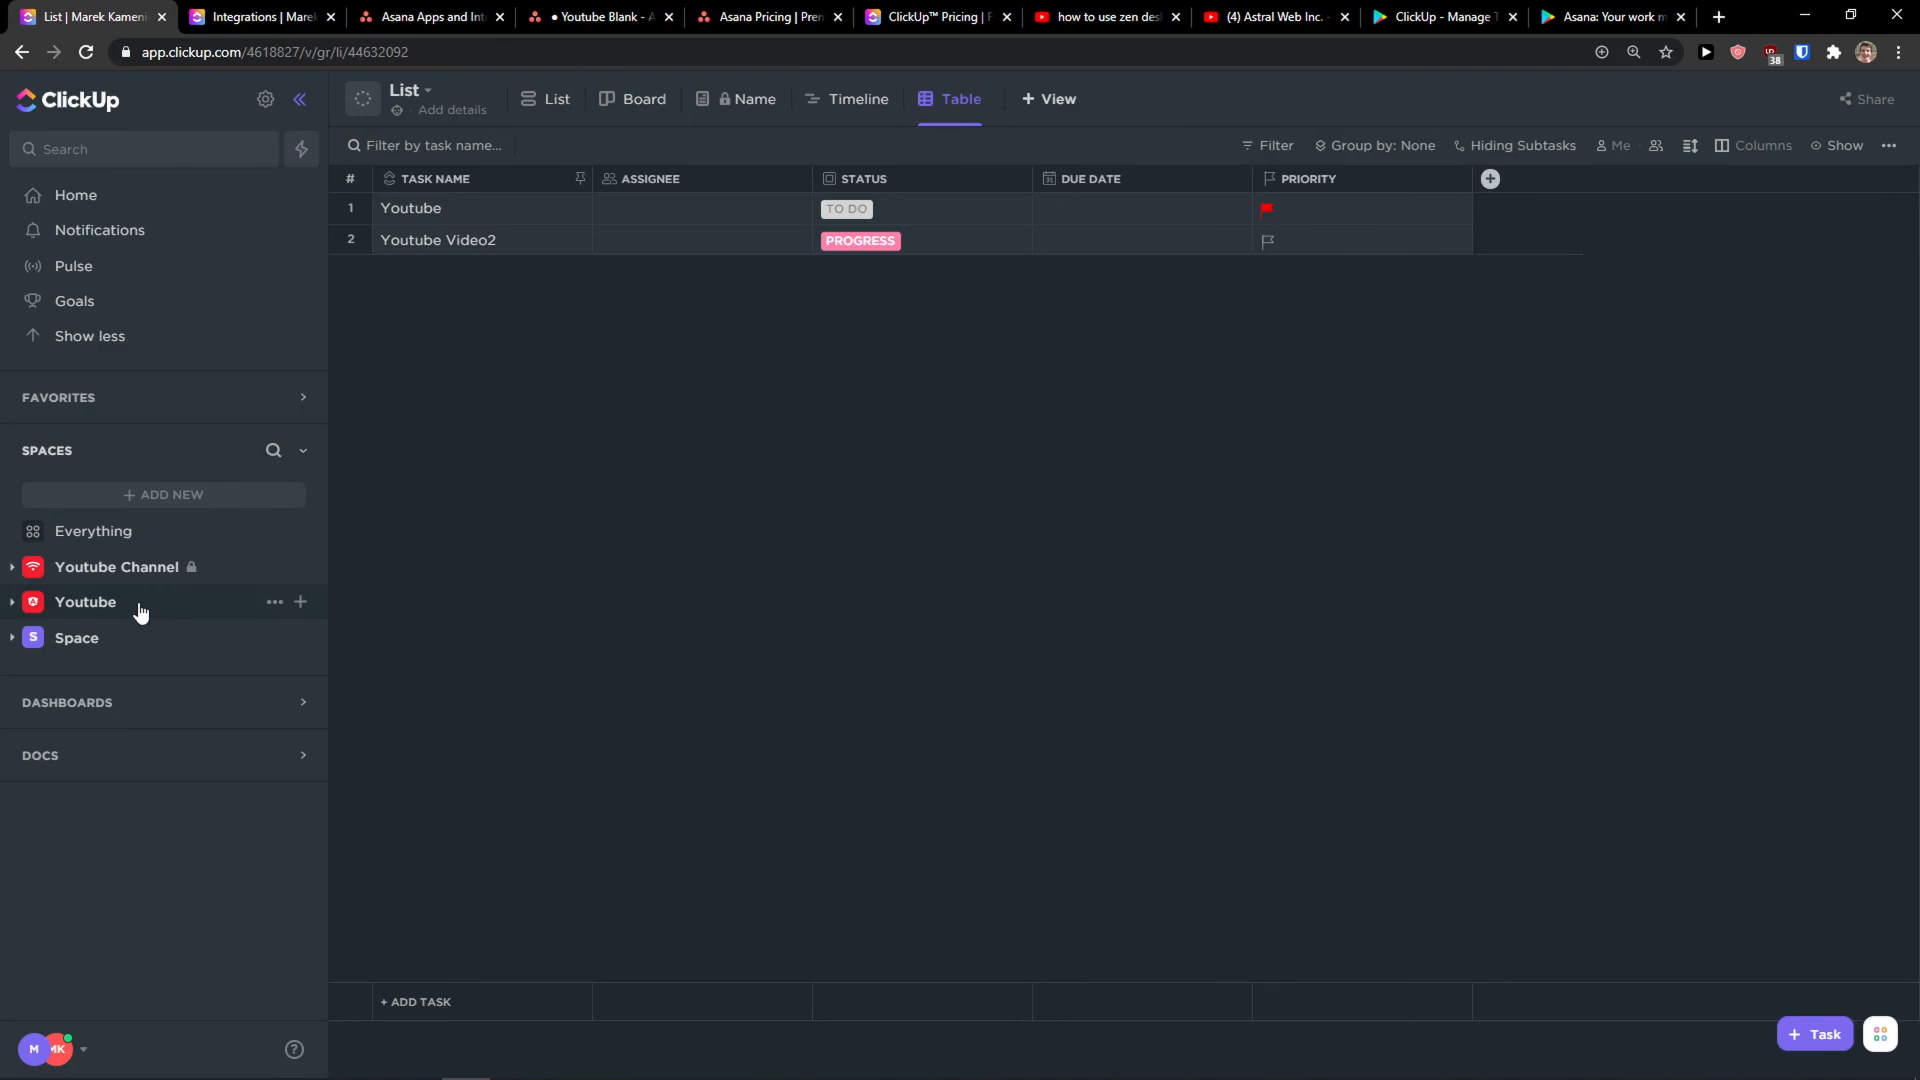 List | Marek Kameni
Integrations | Marek
Asana Apps and Int
● Youtube Blank - A
Asana Pricing | Pren
ClickUp™ Pricing | F
how to use zen desk
(4) Astral Web Inc. -
ClickUp - Manage T
Asana: Your work m
app.clickup.com/4618827/v/gr/li/44632092
38
ClickUp
List
Add details
List
Board
Name
Timeline
Table
+ View
Share
Search
Filter by task name...
Filter
Group by: None
Hiding Subtasks
Me
Columns
Show
#
TASK NAME
ASSIGNEE
STATUS
DUE DATE
PRIORITY
1
Youtube
TO DO
2
Youtube Video2
PROGRESS
Home
Notifications
Pulse
Goals
Show less
FAVORITES
SPACES
+ ADD NEW
Everything
Youtube Channel
Youtube
S
Space
DASHBOARDS
DOCS
+ ADD TASK
+ Task
M
MK
?